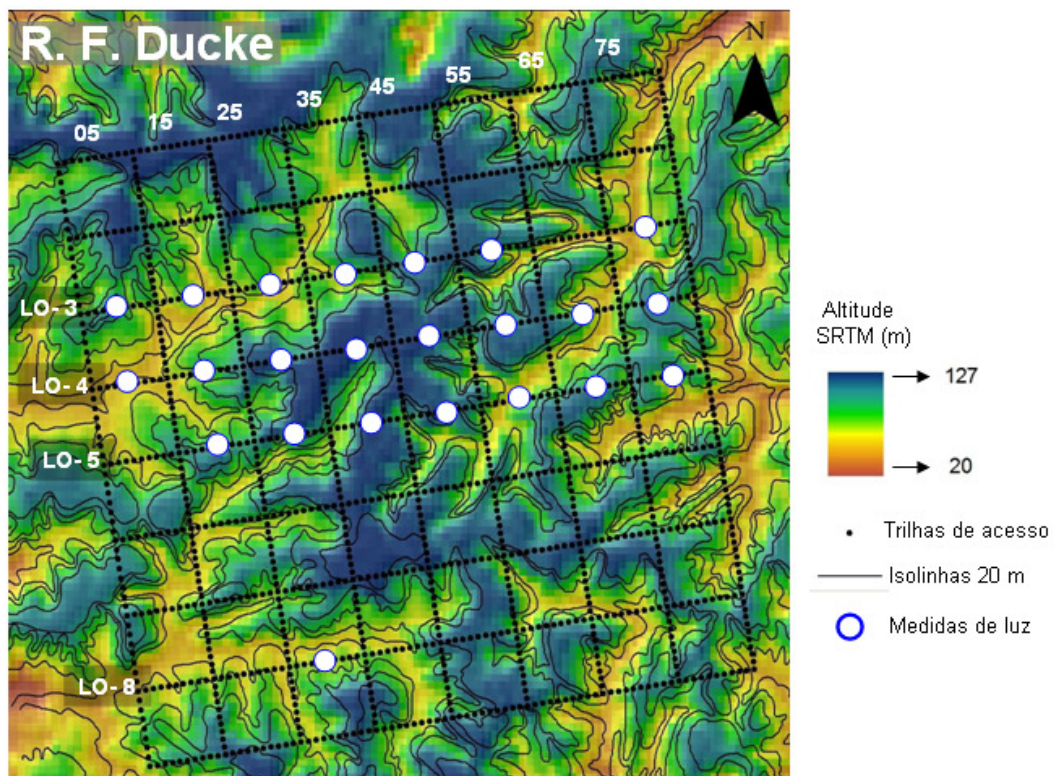 R. F. Ducke
N
05
15
25
35
45
55
65
75
LO-3
LO-4
LO-5
LO-8
Altitude
SRTM (m)
127
20
Trilhas de acesso
Isolinhas 20 m
Medidas de luz